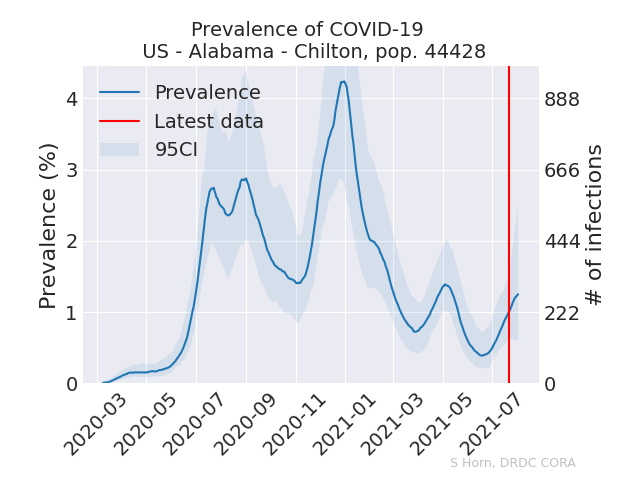 Prevalence of COVID-19
US - Alabama - Chilton, pop. 44428
Prevalence
Latest data
95CI
Prevalence (%)
4
3
2
1
0
888
666
444
222
0
# of infections
2020-03
2020-05
2020-07
2020-09
2020-11
2021-01
2021-03
2021-05
2021-07
S Horn, DRDC CORA